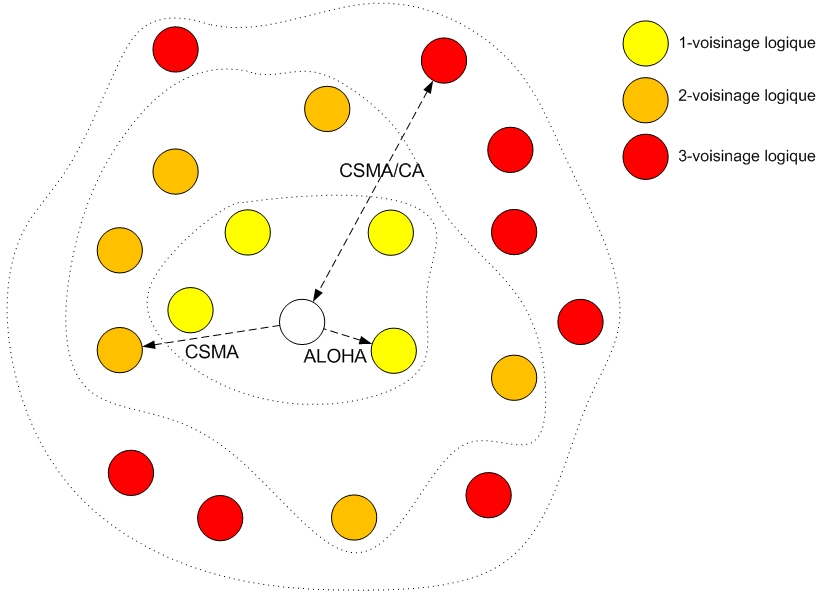 1-voisinage logique
2-voisinage logique
3-voisinage logique
CSMA/CA
CSMA
ALOHA